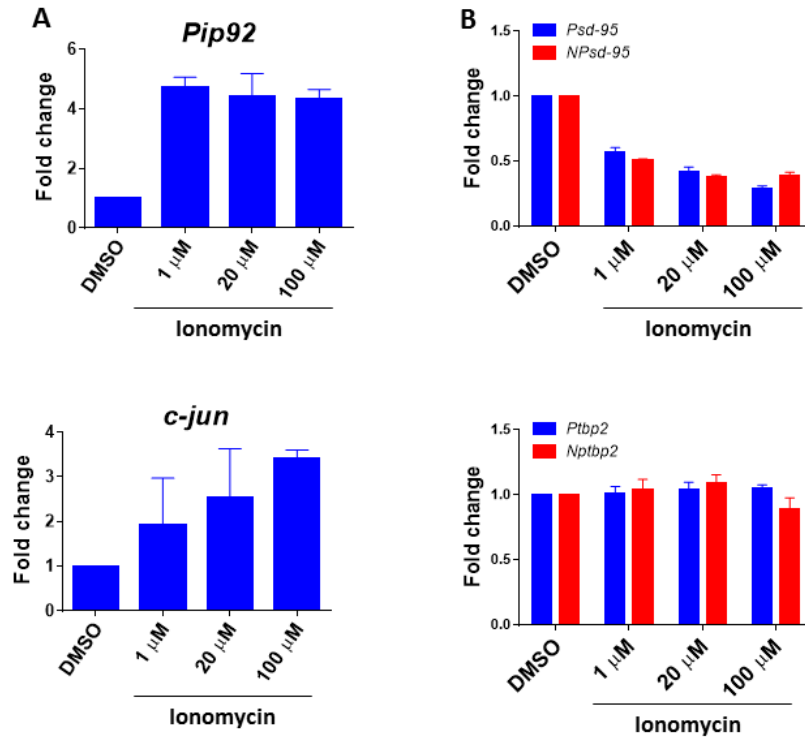 A
Pip92
Fold change
6
4
2
0
DMSO
1 μM
20 μM
100 μM
Ionomycin
B
Psd-95
NPsd-95
Fold change
1.5
1.0
0.5
0.0
DMSO
1 μM
20 μM
100 μM
Ionomycin
c-jun
Fold change
4
3
2
1
0
DMSO
1 μM
20 μM
100 μM
Ionomycin
Ptbp2
Nptbp2
Fold change
1.5
1.0
0.5
0.0
DMSO
1 μM
20 μM
100 μM
Ionomycin